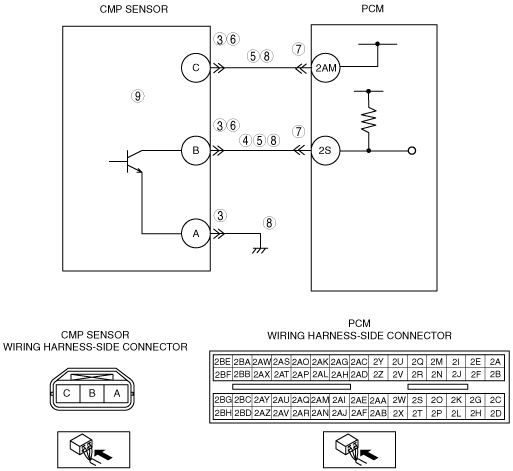 CMP SENSOR
PCM
③⑥
⑤⑧
⑦
C
2AM
⑨
③⑥
④⑤⑧
⑦
B
2S
③
⑧
A
CMP SENSOR
WIRING HARNESS-SIDE CONNECTOR
C B A
PCM
WIRING HARNESS-SIDE CONNECTOR
2BE 2BA 2AW 2AS 2AO 2AK 2AG 2AC 2Y 2U 2Q 2M 2I 2E 2A
2BF 2BB 2AX 2AT 2AP 2AL 2AH 2AD 2Z 2V 2R 2N 2J 2F 2B
2BG 2BC 2AY 2AU 2AQ 2AM 2AI 2AE 2AA 2W 2S 2O 2K 2G 2C
2BH 2BD 2AZ 2AV 2AR 2AN 2AJ 2AF 2AB 2X 2T 2P 2L 2H 2D